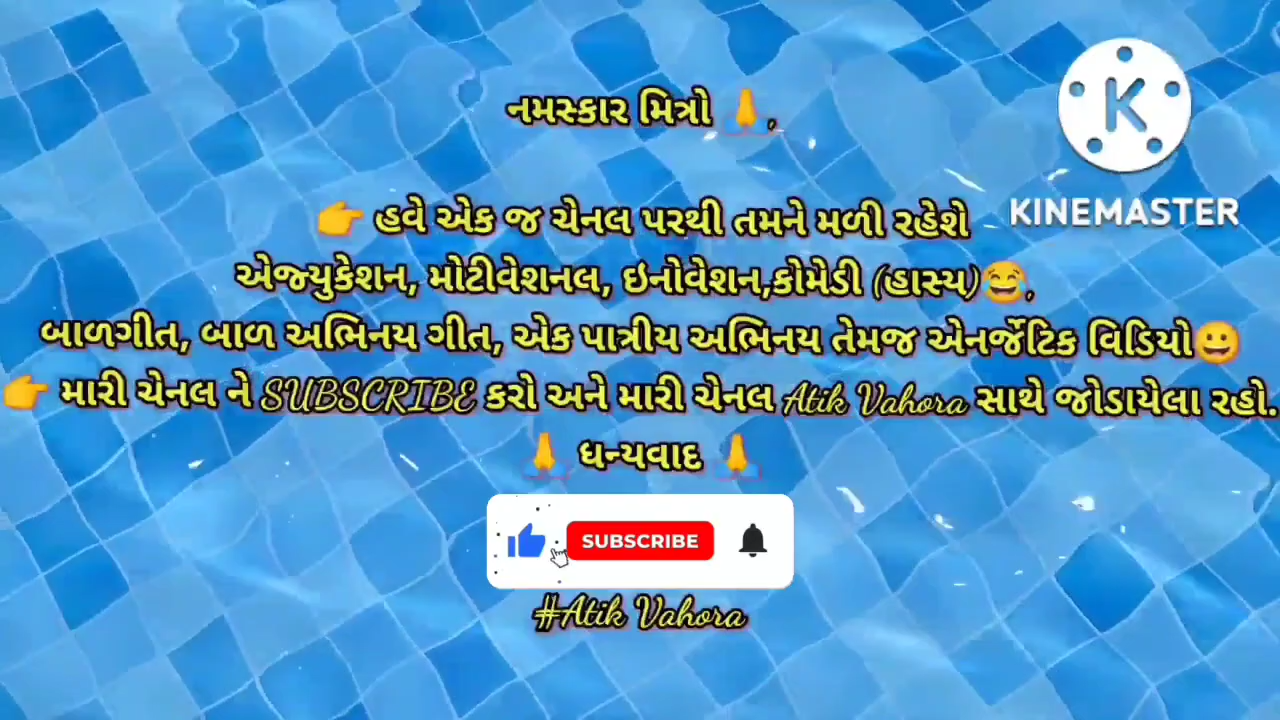 નમસ્કાર મિત્રો 🙏,
KINEMASTER
👉 હવે એક જ ચેનલ પરથી તમને મળી રહેશે
એજ્યુકેશન, મોટીવેશનલ, ઇનોવેશન,કોમેડી (હાસ્ય)😂,
બાળગીત, બાળ અભિનય ગીત, એક પાત્રીય અભિનય તેમજ એનર્જેટિક વિડિયો😀
👉 મારી ચેનલ ને SUBSCRIBE કરો અને મારી ચેનલ Atik Vahora સાથે જોડાયેલા રહો.
🙏 ધન્યવાદ 🙏
SUBSCRIBE
#Atik Vahora